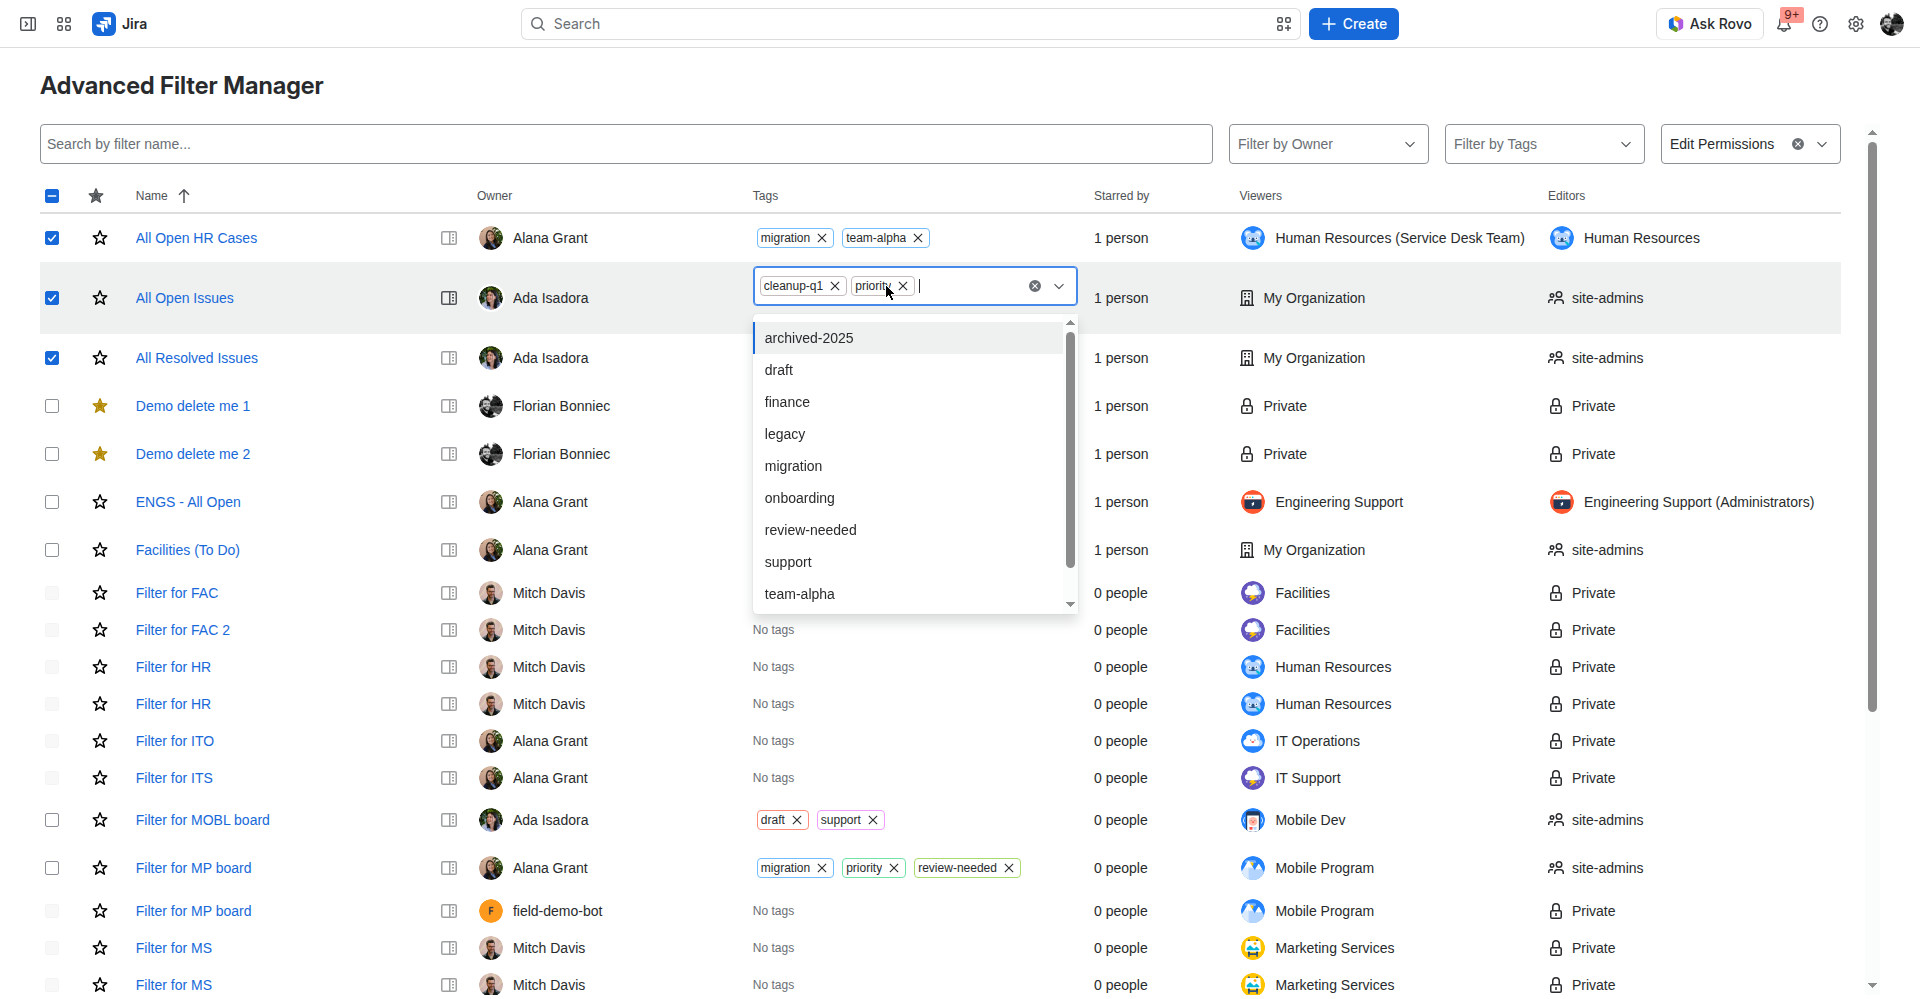 Jira
Search
Create
Ask Rovo
9+
Advanced Filter Manager
Search by filter name...
Filter by Owner
Filter by Tags
Edit Permissions
Name Owner Tags Starred by Viewers Editors
All Open HR Cases Alana Grant migration team-alpha 1 person Human Resources (Service Desk Team) Human Resources
All Open Issues Ada Isadora cleanup-q1 priority 1 person My Organization site-admins
archived-2025
All Resolved Issues Ada Isadora 1 person My Organization site-admins
draft
finance
Demo delete me 1 Florian Bonniec 1 person Private Private
legacy
Demo delete me 2 Florian Bonniec 1 person Private Private
migration
onboarding
ENGS - All Open Alana Grant 1 person Engineering Support Engineering Support (Administrators)
review-needed
Facilities (To Do) Alana Grant 1 person My Organization site-admins
support
team-alpha
Filter for FAC Mitch Davis 0 people Facilities Private
Filter for FAC 2 Mitch Davis No tags 0 people Facilities Private
Filter for HR Mitch Davis No tags 0 people Human Resources Private
Filter for HR Mitch Davis No tags 0 people Human Resources Private
Filter for ITO Alana Grant No tags 0 people IT Operations Private
Filter for ITS Alana Grant No tags 0 people IT Support Private
Filter for MOBL board Ada Isadora draft support 0 people Mobile Dev site-admins
Filter for MP board Alana Grant migration priority review-needed 0 people Mobile Program site-admins
Filter for MP board F field-demo-bot No tags 0 people Mobile Program Private
Filter for MS Mitch Davis No tags 0 people Marketing Services Private
Filter for MS Mitch Davis No tags 0 people Marketing Services Private